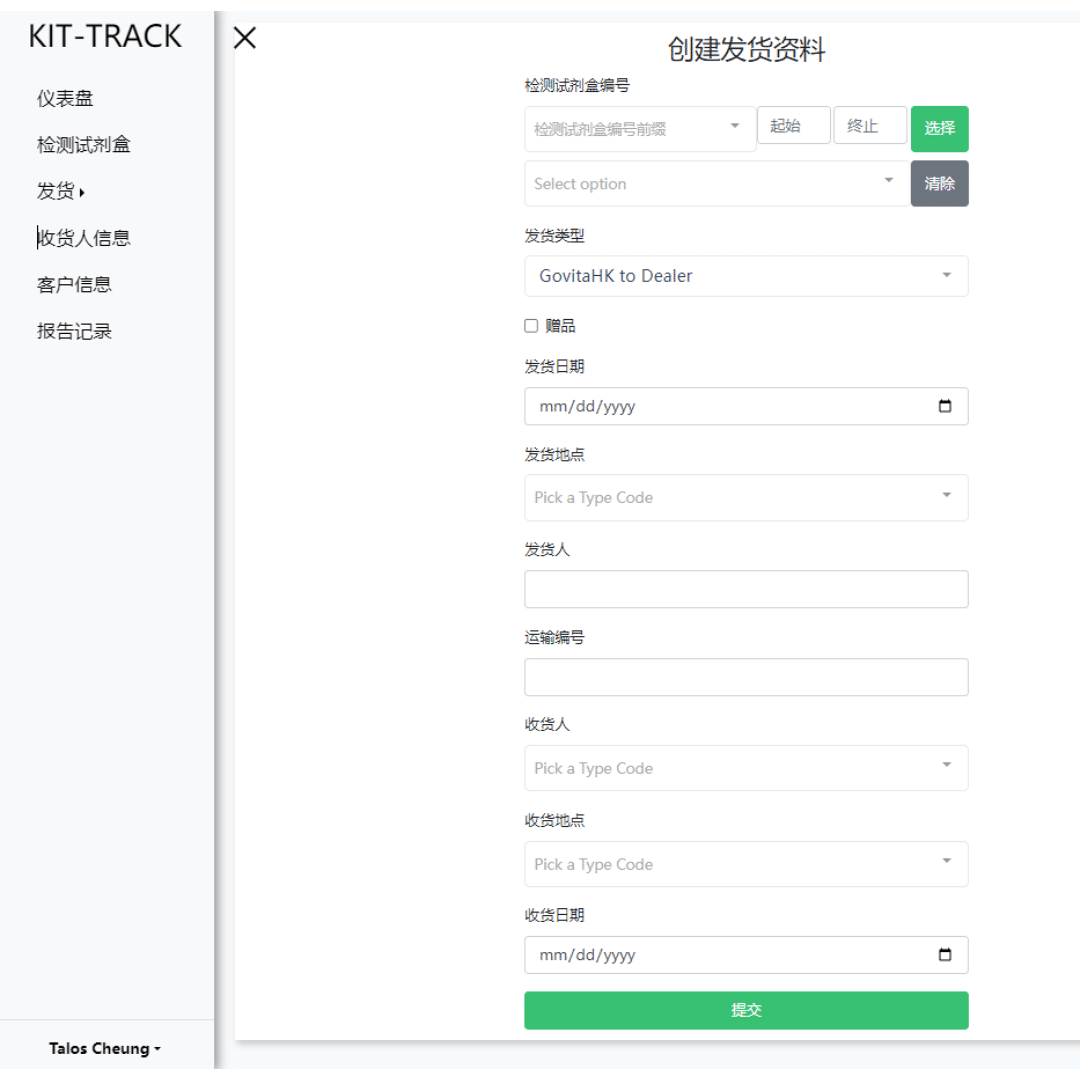 KIT-TRACK
仪表盘
检测试剂盒
发货
收货人信息
客户信息
报告记录
Talos Cheung
创建发货资料
检测试剂盒编号
检测试剂盒编号前缀 起始 终止 选择
Select option 清除
发货类型
GovitaHK to Dealer
赠品
发货日期
mm/dd/yyyy
发货地点
Pick a Type Code
发货人
运输编号
收货人
Pick a Type Code
收货地点
Pick a Type Code
收货日期
mm/dd/yyyy
提交